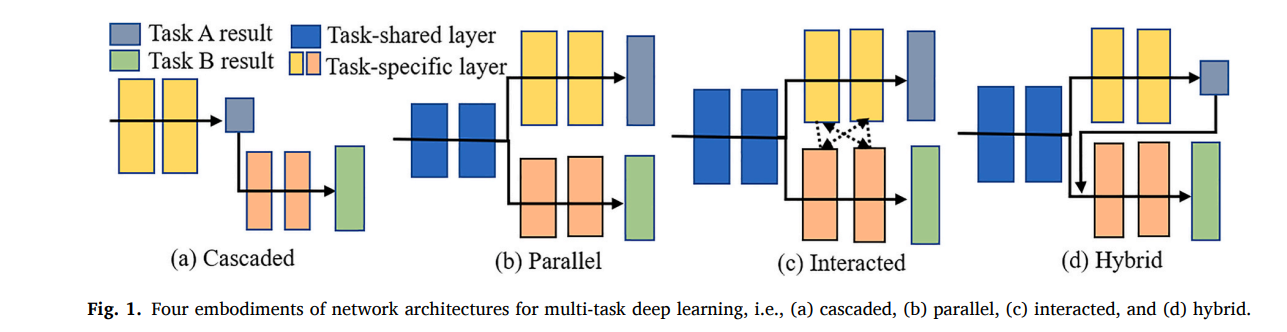 Task A result
Task-shared layer
Task B result
Task-specific layer
(a) Cascaded
(b) Parallel
(c) Interacted
(d) Hybrid
Fig. 1. Four embodiments of network architectures for multi-task deep learning, i.e., (a) cascaded, (b) parallel, (c) interacted, and (d) hybrid.